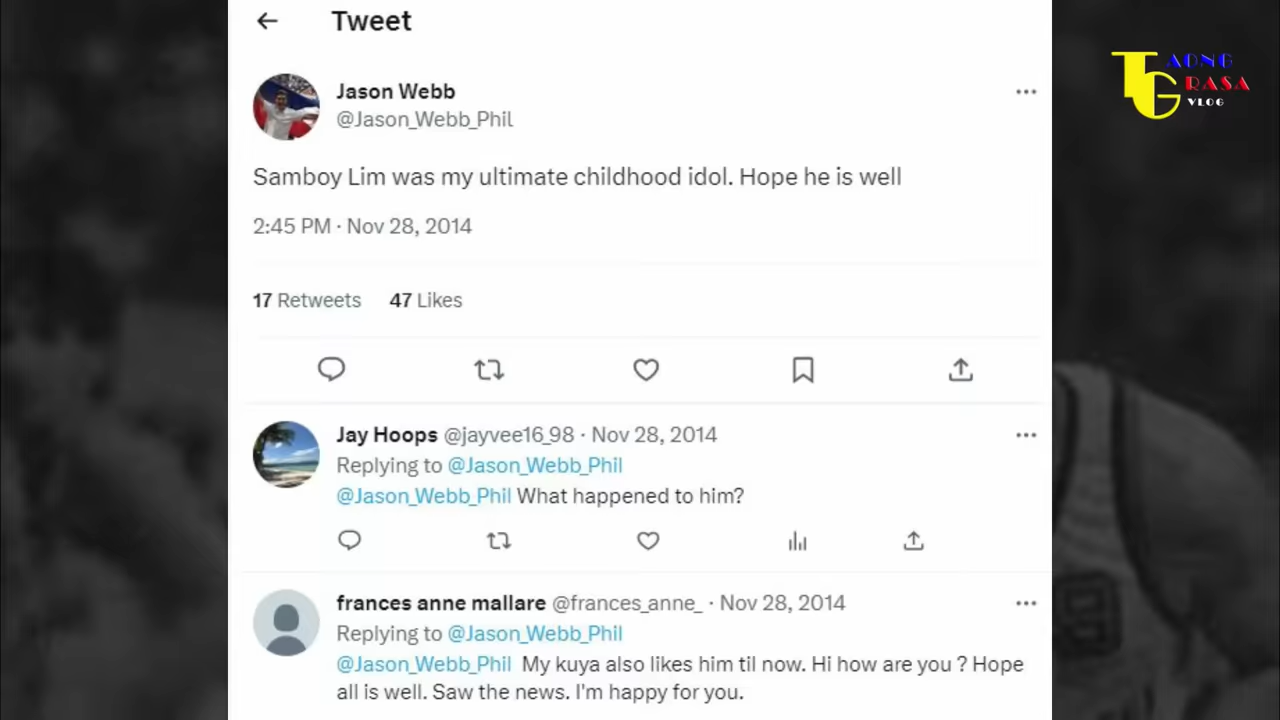 Tweet
Jason Webb
@Jason_Webb_Phil
Samboy Lim was my ultimate childhood idol. Hope he is well
2:45 PM · Nov 28, 2014
17 Retweets 47 Likes
Jay Hoops @jayvee16_98 · Nov 28, 2014
Replying to @Jason_Webb_Phil
@Jason_Webb_Phil What happened to him?
frances anne mallare @frances_anne_ · Nov 28, 2014
Replying to @Jason_Webb_Phil
@Jason_Webb_Phil My kuya also likes him til now. Hi how are you ? Hope
all is well. Saw the news. I'm happy for you.
TAONG
GRASA
VLOG